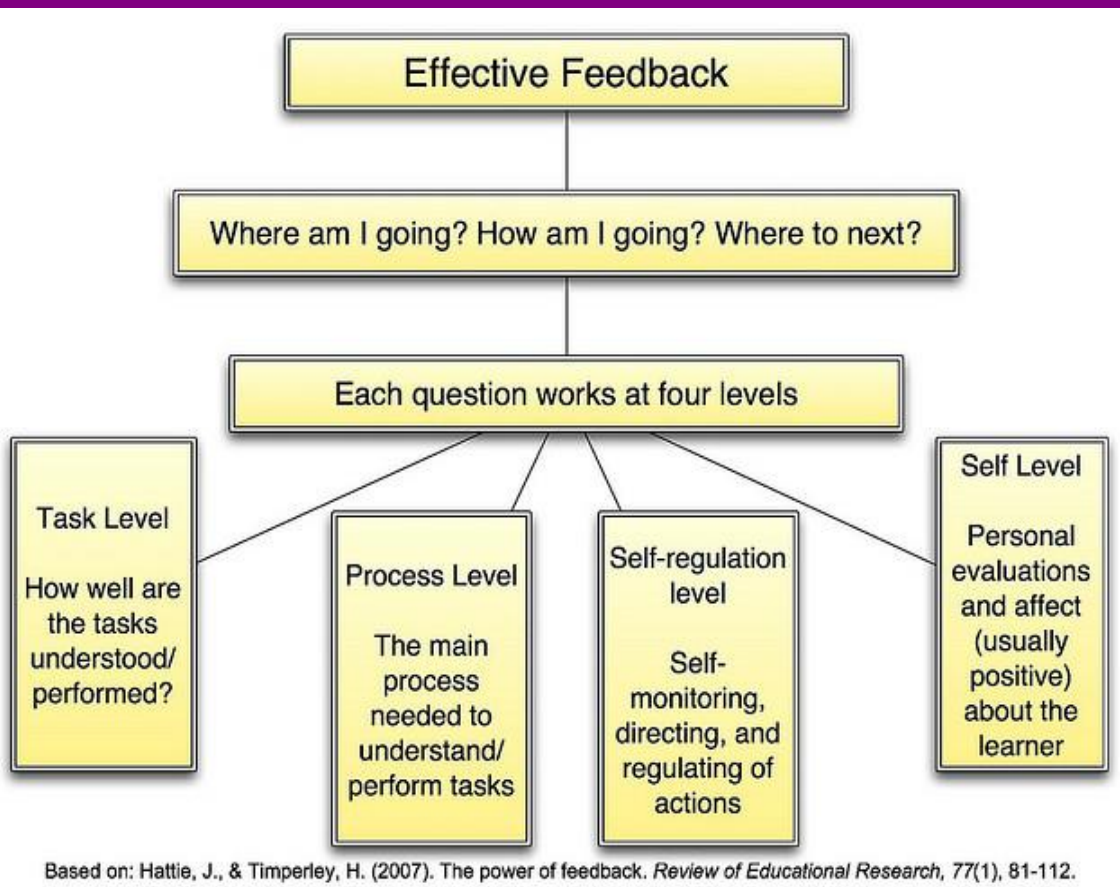 Effective Feedback
Where am I going? How am I going? Where to next?
Each question works at four levels
Task Level
How well are
the tasks
understood/
performed?
Process Level
The main
process
needed to
understand/
perform tasks
Self-regulation
level
Self-
monitoring,
directing, and
regulating of
actions
Self Level
Personal
evaluations
and affect
(usually
positive)
about the
learner
Based on: Hattie, J., & Timperley, H. (2007). The power of feedback. Review of Educational Research, 77(1), 81-112.